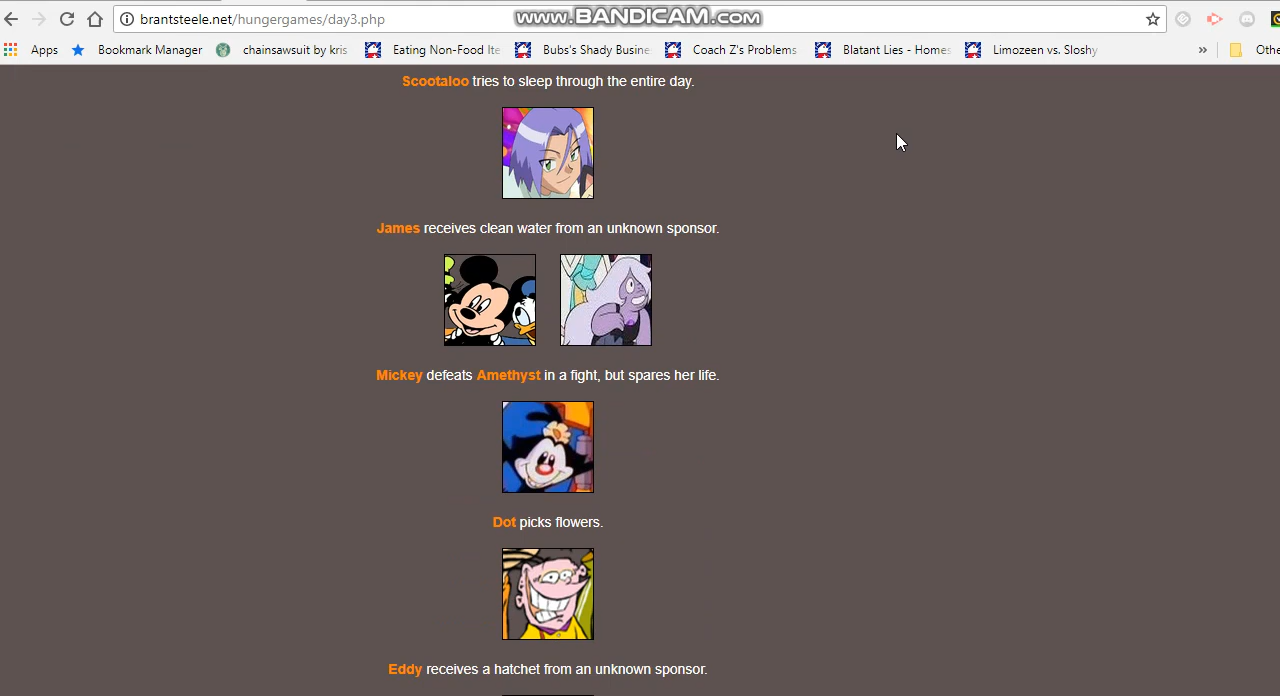 brantsteele.net/hungergames/day3.php
www.BANDICAM.com
Apps Bookmark Manager chainsawsuit by kris Eating Non-Food Ite Bubs's Shady Busine Coach Z's Problems Blatant Lies - Homes Limozeen vs. Sloshy » Othe
Scootaloo tries to sleep through the entire day.
James receives clean water from an unknown sponsor.
Mickey defeats Amethyst in a fight, but spares her life.
Dot picks flowers.
Eddy receives a hatchet from an unknown sponsor.